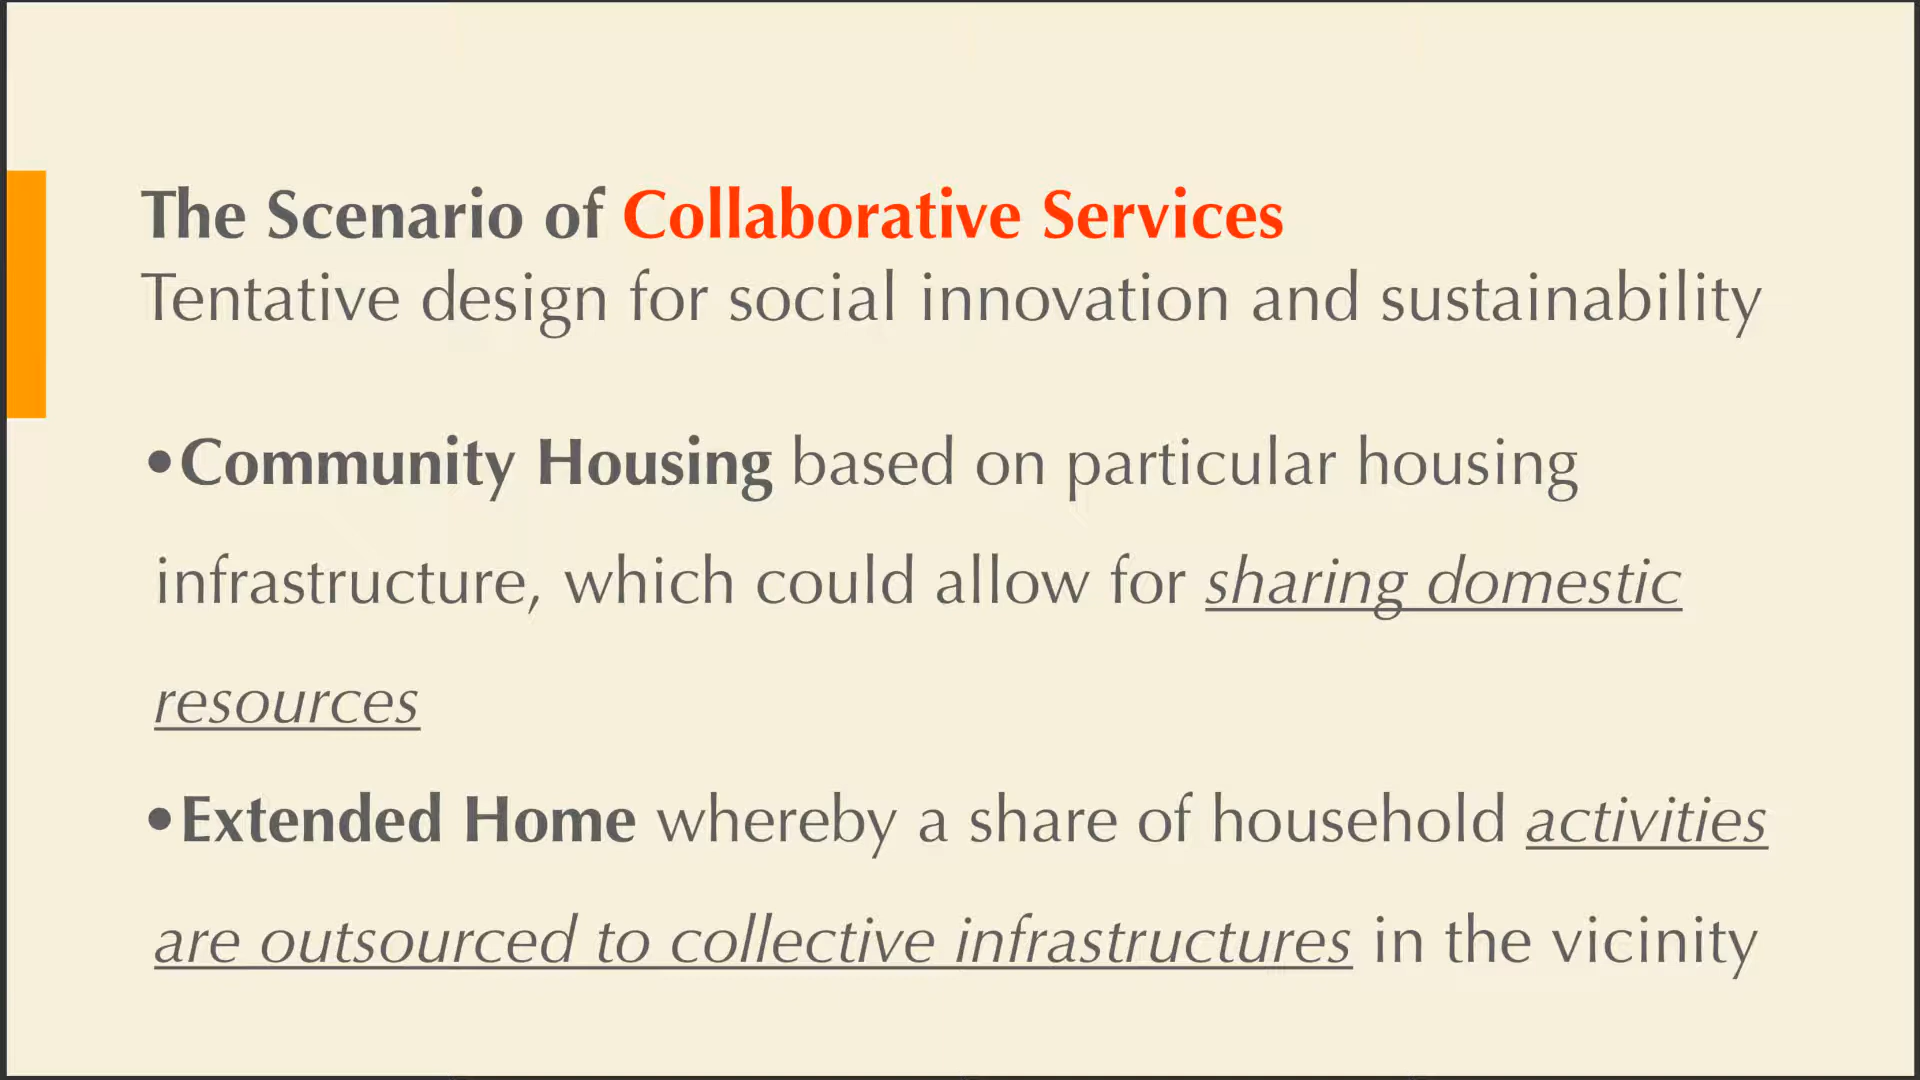 The Scenario of Collaborative Services
Tentative design for social innovation and sustainability
•Community Housing based on particular housing
infrastructure, which could allow for sharing domestic
resources
•Extended Home whereby a share of household activities
are outsourced to collective infrastructures in the vicinity